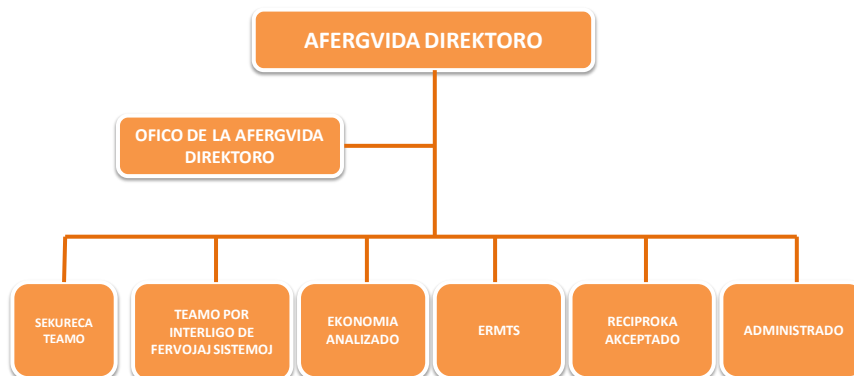 AFERGVIDA DIREKTORO
OFICO DE LA AFERGVIDA
DIREKTORO
SEKURECA
TEAMO
TEAMO POR
INTERLIGO DE
FERVOJAJ SISTEMOJ
EKONOMIA
ANALIZADO
ERMTS
RECIPROKA
AKCEPTADO
ADMINISTRADO